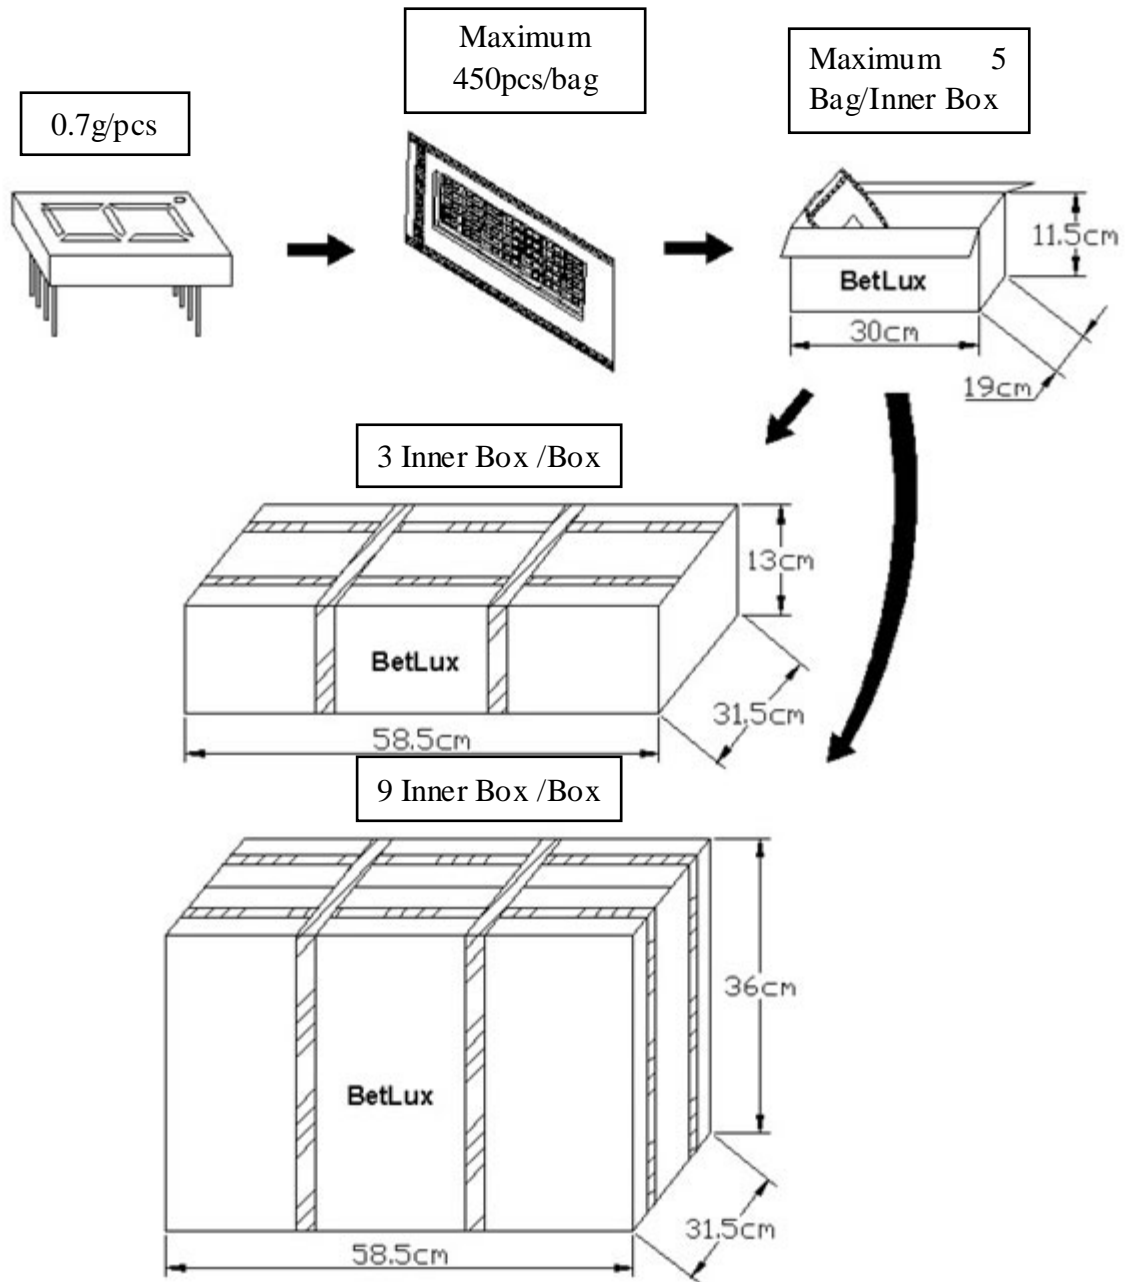 0.7g/pcs
Maximum
450pcs/bag
Maximum 5
Bag/Inner Box
BetLux
11.5cm
30cm
19cm
3 Inner Box /Box
BetLux
13cm
31.5cm
58.5cm
9 Inner Box /Box
BetLux
36cm
31.5cm
58.5cm